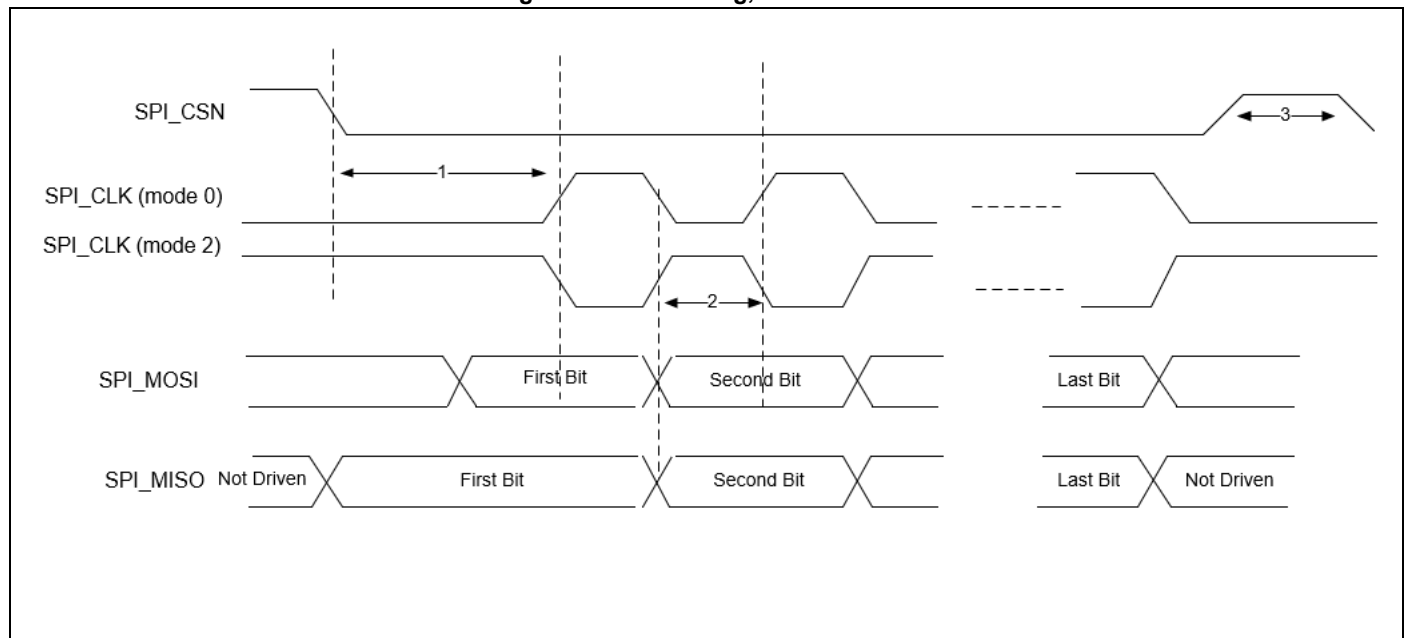 SPI_CSN
3
1
SPI_CLK (mode 0)
SPI_CLK (mode 2)
2
SPI_MOSI
First Bit
Second Bit
Last Bit
SPI_MISO
Not Driven
First Bit
Second Bit
Last Bit
Not Driven